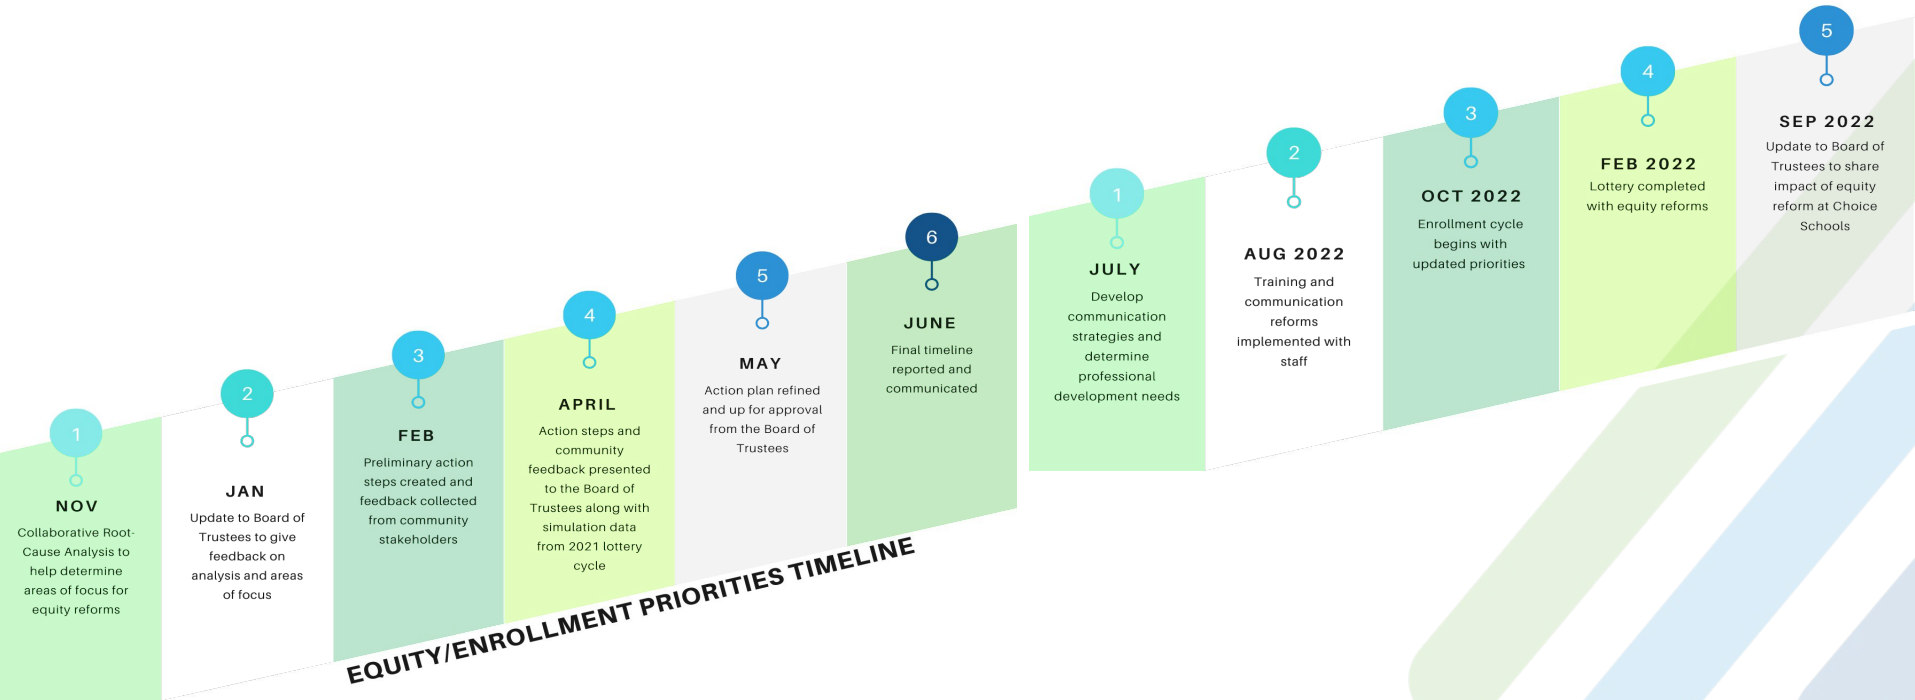 1
NOV
Collaborative Root-
Cause Analysis to
help determine
areas of focus for
equity reforms
2
JAN
Update to Board of
Trustees to give
feedback on
analysis and areas
of focus
3
FEB
Preliminary action
steps created and
feedback collected
from community
stakeholders
4
APRIL
Action steps and
community
feedback presented
to the Board of
Trustees along with
simulation data
from 2021 lottery
cycle
5
MAY
Action plan refined
and up for approval
from the Board of
Trustees
6
JUNE
Final timeline
reported and
communicated
EQUITY/ENROLLMENT PRIORITIES TIMELINE
1
JULY
Develop
communication
strategies and
determine
professional
development needs
2
AUG 2022
Training and
communication
reforms
implemented with
staff
3
OCT 2022
Enrollment cycle
begins with
updated priorities
4
FEB 2022
Lottery completed
with equity reforms
5
SEP 2022
Update to Board of
Trustees to share
impact of equity
reform at Choice
Schools